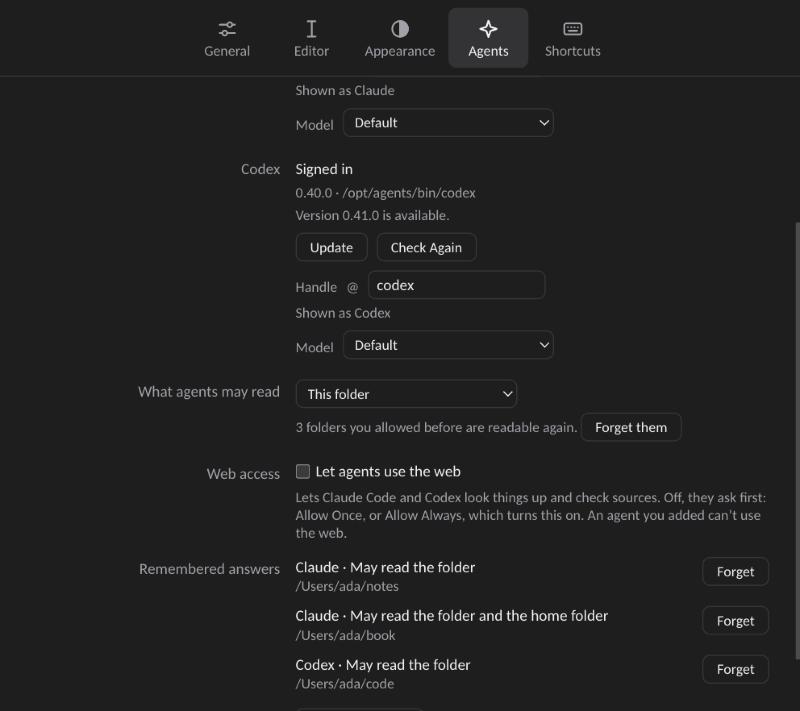 General
Editor
Appearance
Agents
Shortcuts
Shown as Claude
Model Default
Codex Signed in
0.40.0 · /opt/agents/bin/codex
Version 0.41.0 is available.
Update Check Again
Handle @ codex
Shown as Codex
Model Default
What agents may read This folder
3 folders you allowed before are readable again. Forget them
Web access Let agents use the web
Lets Claude Code and Codex look things up and check sources. Off, they ask first:
Allow Once, or Allow Always, which turns this on. An agent you added can’t use
the web.
Remembered answers Claude · May read the folder Forget
/Users/ada/notes
Claude · May read the folder and the home folder Forget
/Users/ada/book
Codex · May read the folder Forget
/Users/ada/code